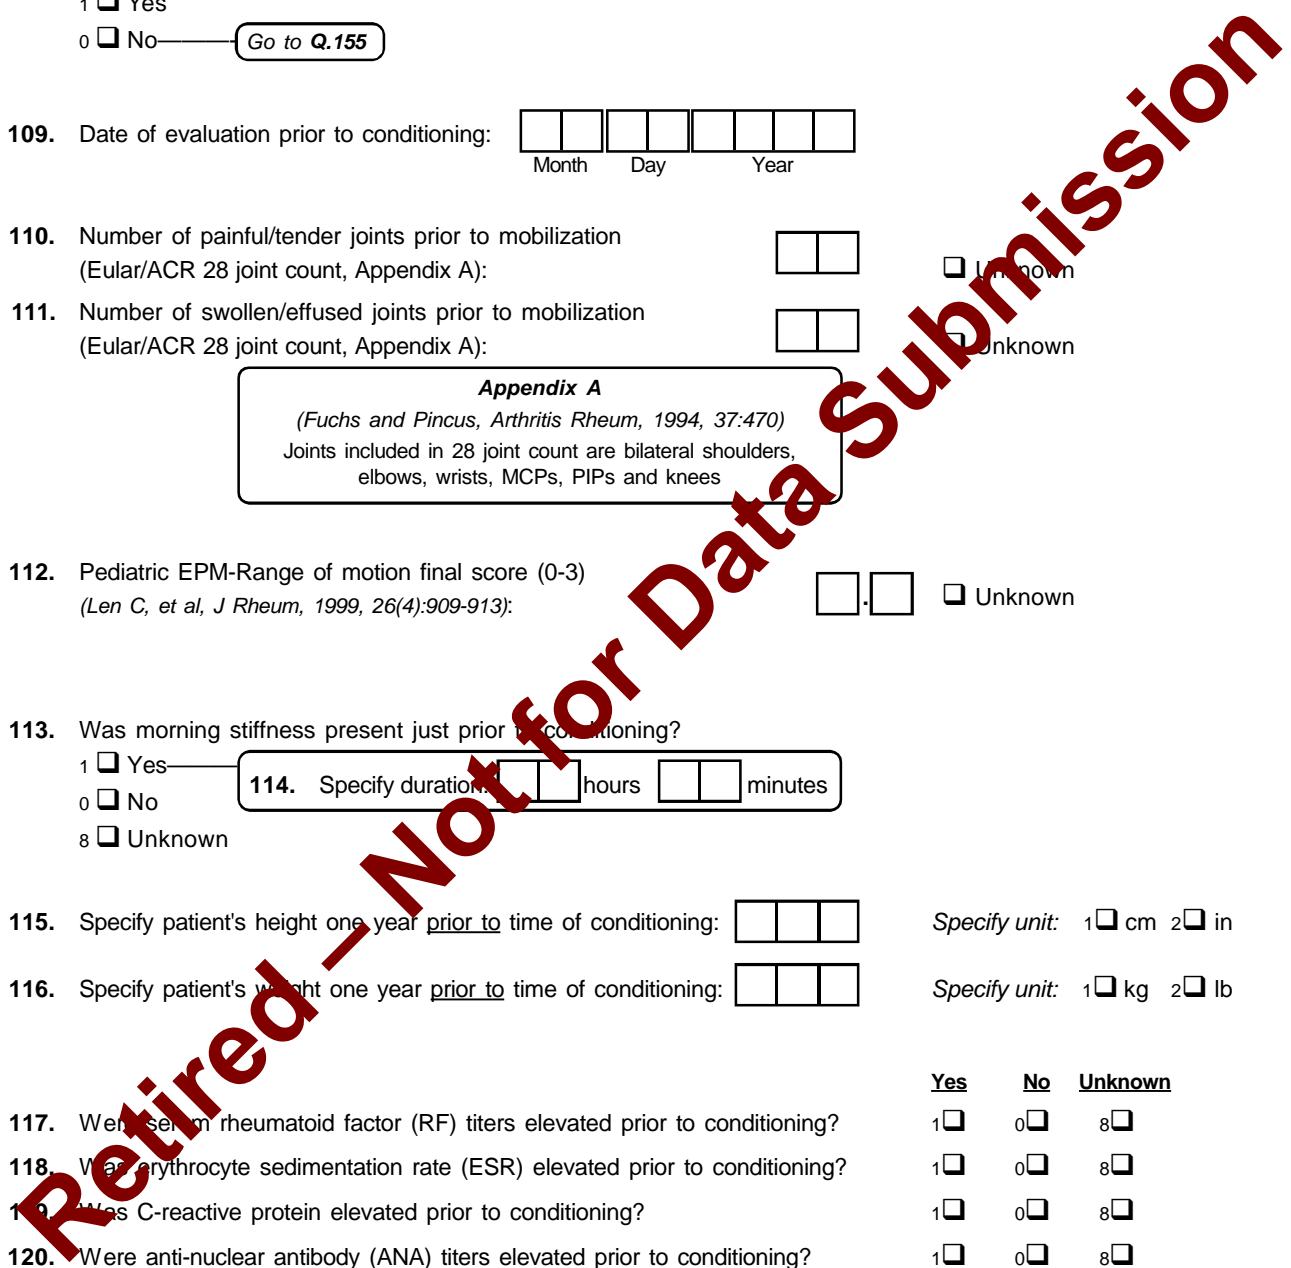 1 ❑ Yes
0 ❑ No Go to Q.155
109. Date of evaluation prior to conditioning:
Month Day Year
110. Number of painful/tender joints prior to mobilization
(Eular/ACR 28 joint count, Appendix A): ❑ Unknown
111. Number of swollen/effused joints prior to mobilization
(Eular/ACR 28 joint count, Appendix A): ❑ Unknown
Appendix A
(Fuchs and Pincus, Arthritis Rheum, 1994, 37:470)
Joints included in 28 joint count are bilateral shoulders,
elbows, wrists, MCPs, PIPs and knees
112. Pediatric EPM-Range of motion final score (0-3)
(Len C, et al, J Rheum, 1999, 26(4):909-913): . ❑ Unknown
113. Was morning stiffness present just prior to conditioning?
1 ❑ Yes
114. Specify duration: hours minutes
0 ❑ No
8 ❑ Unknown
115. Specify patient's height one year prior to time of conditioning: Specify unit: 1❑ cm 2❑ in
116. Specify patient's weight one year prior to time of conditioning: Specify unit: 1❑ kg 2❑ lb
Yes No Unknown
117. Were serum rheumatoid factor (RF) titers elevated prior to conditioning? 1❑ 0❑ 8❑
118. Was erythrocyte sedimentation rate (ESR) elevated prior to conditioning? 1❑ 0❑ 8❑
119. Was C-reactive protein elevated prior to conditioning? 1❑ 0❑ 8❑
120. Were anti-nuclear antibody (ANA) titers elevated prior to conditioning? 1❑ 0❑ 8❑
Retired – Not for Data Submission